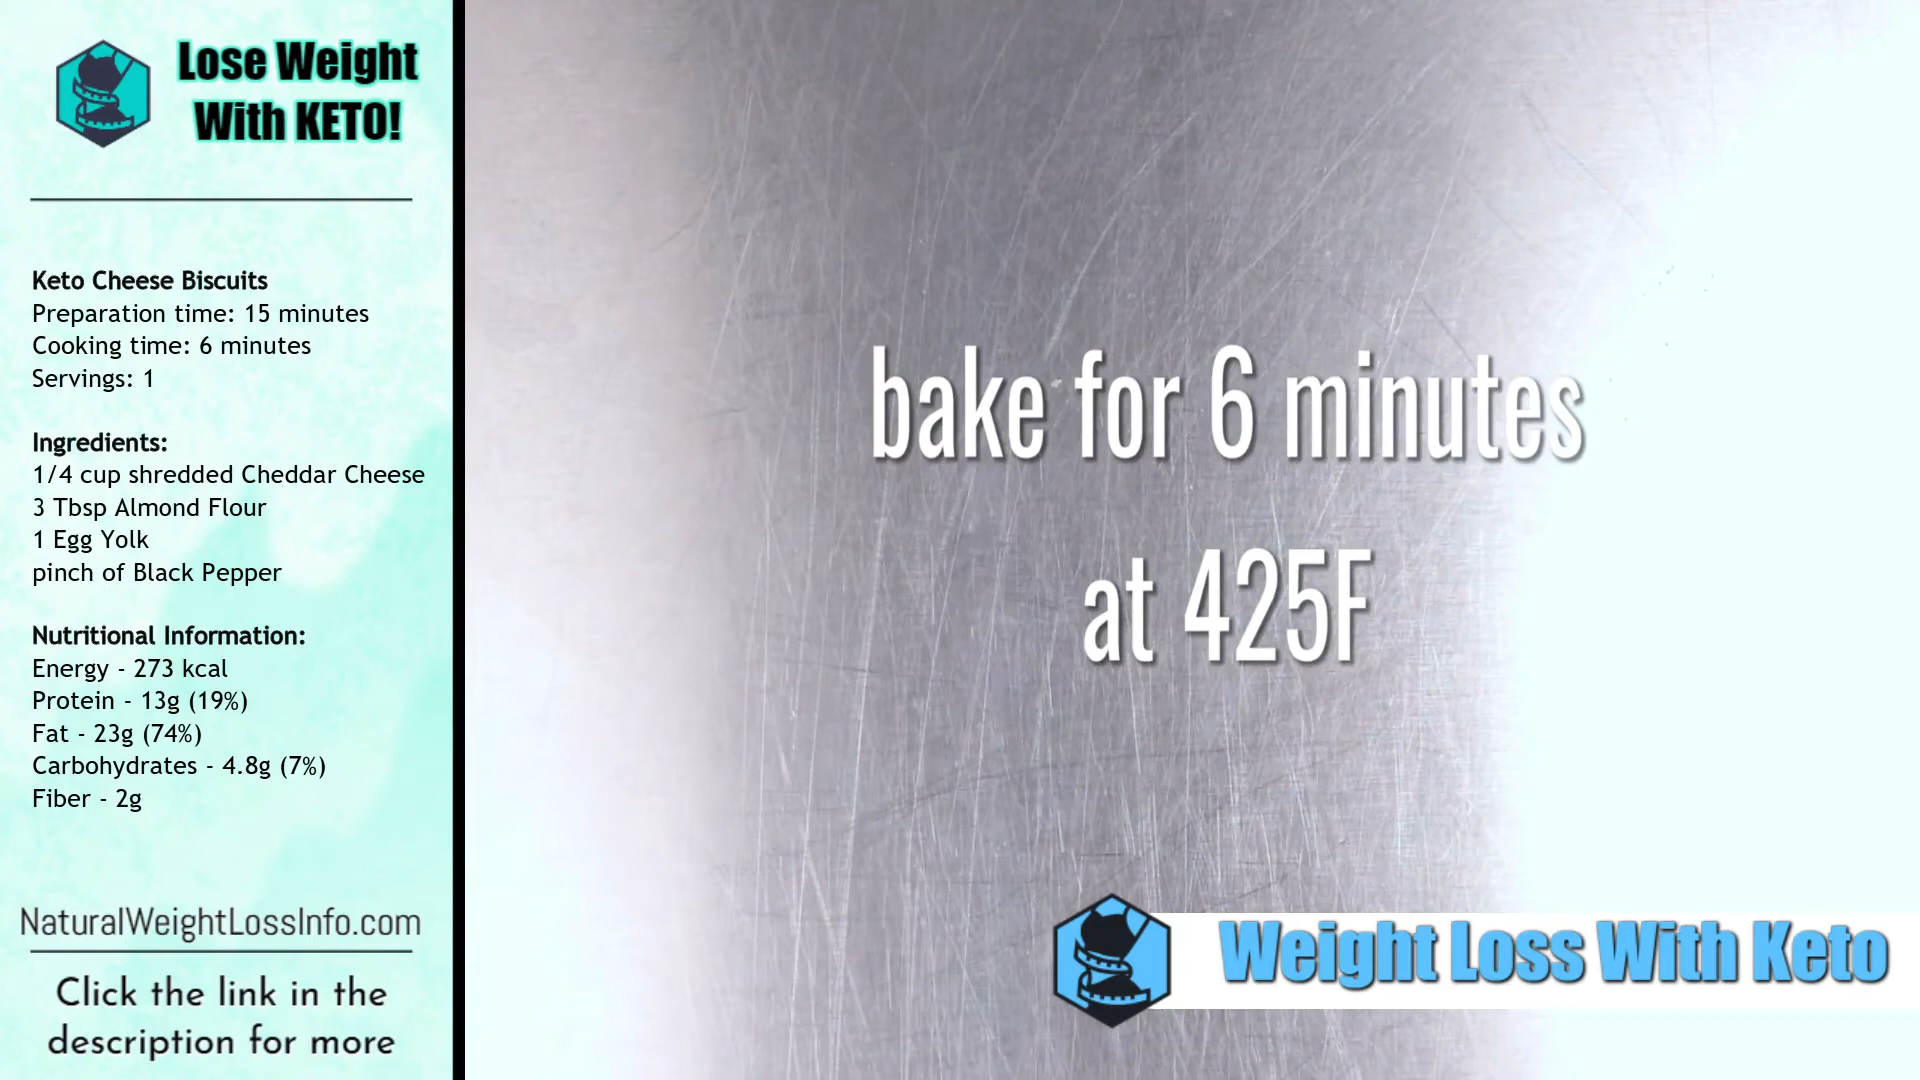 Lose Weight
With KETO!
Keto Cheese Biscuits
Preparation time: 15 minutes
Cooking time: 6 minutes
Servings: 1
Ingredients:
1/4 cup shredded Cheddar Cheese
3 Tbsp Almond Flour
1 Egg Yolk
pinch of Black Pepper
Nutritional Information:
Energy - 273 kcal
Protein - 13g (19%)
Fat - 23g (74%)
Carbohydrates - 4.8g (7%)
Fiber - 2g
NaturalWeightLossInfo.com
Click the link in the
description for more
bake for 6 minutes
at 425F
Weight Loss With Keto